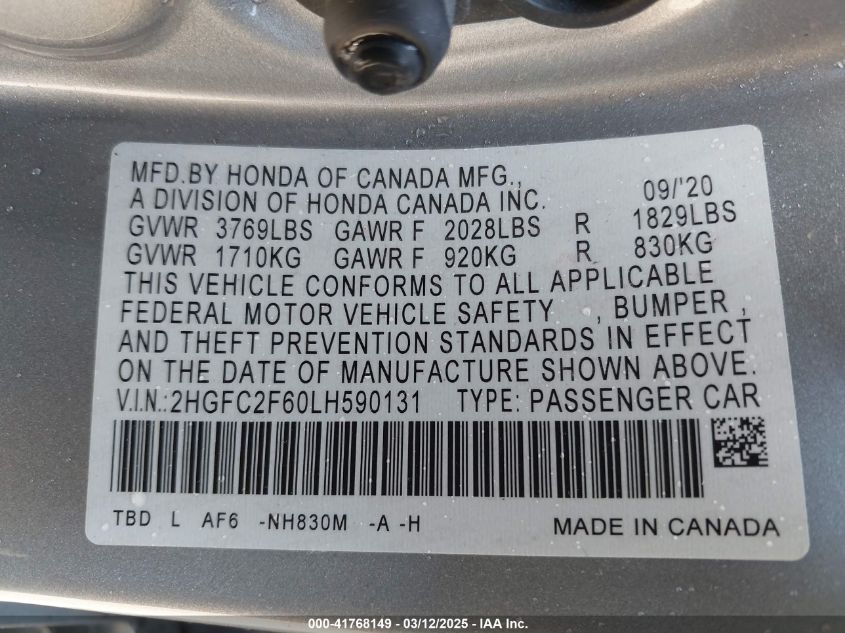 MFD.BY HONDA OF CANADA MFG.,
A DIVISION OF HONDA CANADA INC. 09/'20
GVWR 3769LBS GAWR F 2028LBS R 1829LBS
GVWR 1710KG GAWR F 920KG R 830KG
THIS VEHICLE CONFORMS TO ALL APPLICABLE
FEDERAL MOTOR VEHICLE SAFETY , BUMPER ,
AND THEFT PREVENTION STANDARDS IN EFFECT
ON THE DATE OF MANUFACTURE SHOWN ABOVE.
V.I.N.:2HGFC2F60LH590131 TYPE: PASSENGER CAR
TBD L AF6 -NH830M -A -H MADE IN CANADA
000-41768149 - 03/12/2025 - IAA Inc.